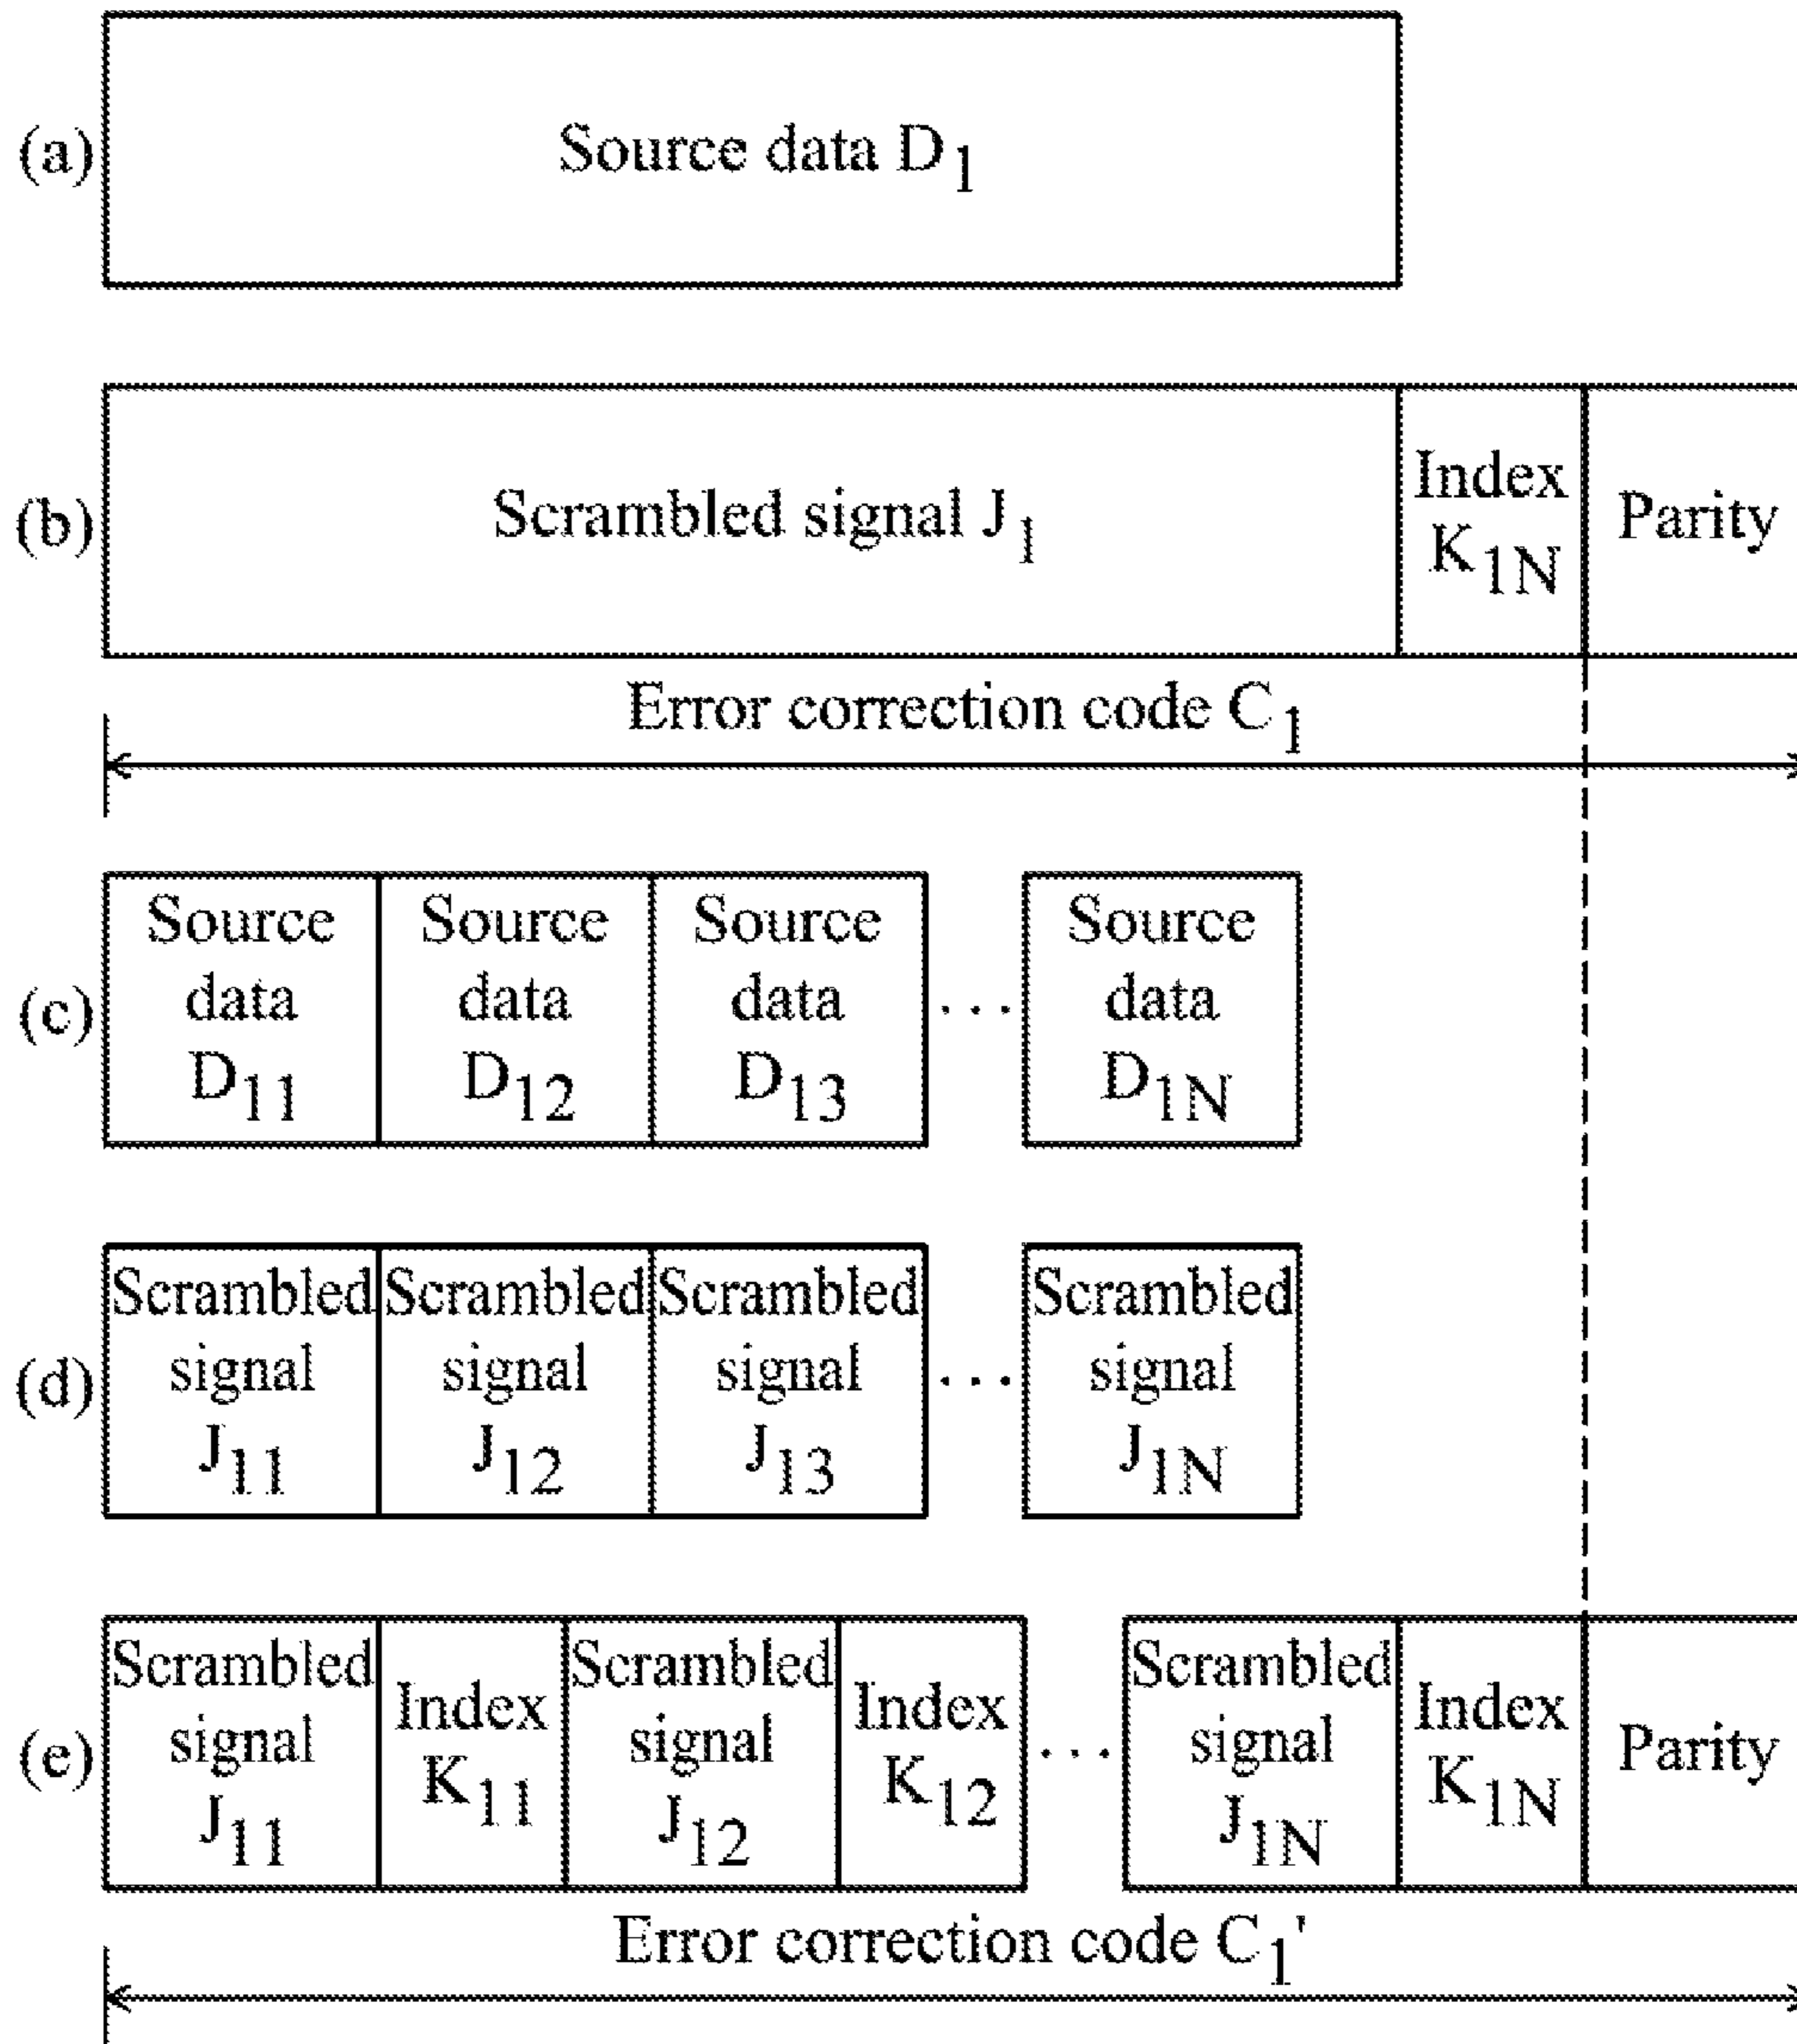 (a)
Source data D1
(b)
Scrambled signal J1
Index
K1N
Parity
Error correction code C1
(c)
Source
data
D11
Source
data
D12
Source
data
D13
...
Source
data
D1N
(d)
Scrambled
signal
J11
Scrambled
signal
J12
Scrambled
signal
J13
...
Scrambled
signal
J1N
(e)
Scrambled
signal
J11
Index
K11
Scrambled
signal
J12
Index
K12
...
Scrambled
signal
J1N
Index
K1N
Parity
Error correction code C1'